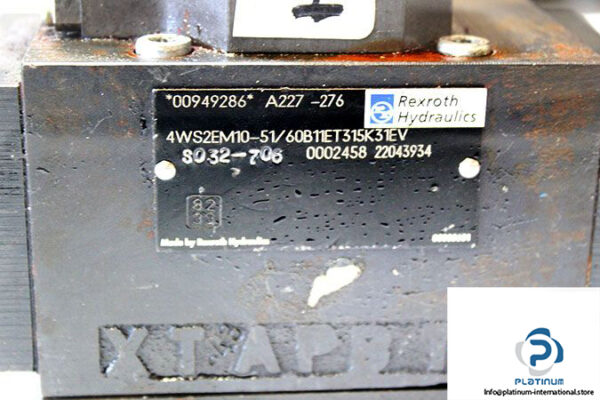 *00949286* A227-276
Rexroth
Hydraulics
4WS2EM10-51/60B11ET315K31EV
8032-706 0002458 22043934
82
Made by Rexroth Hydraulics
X T A P B
PLATINUM
Info@platinum-international.store